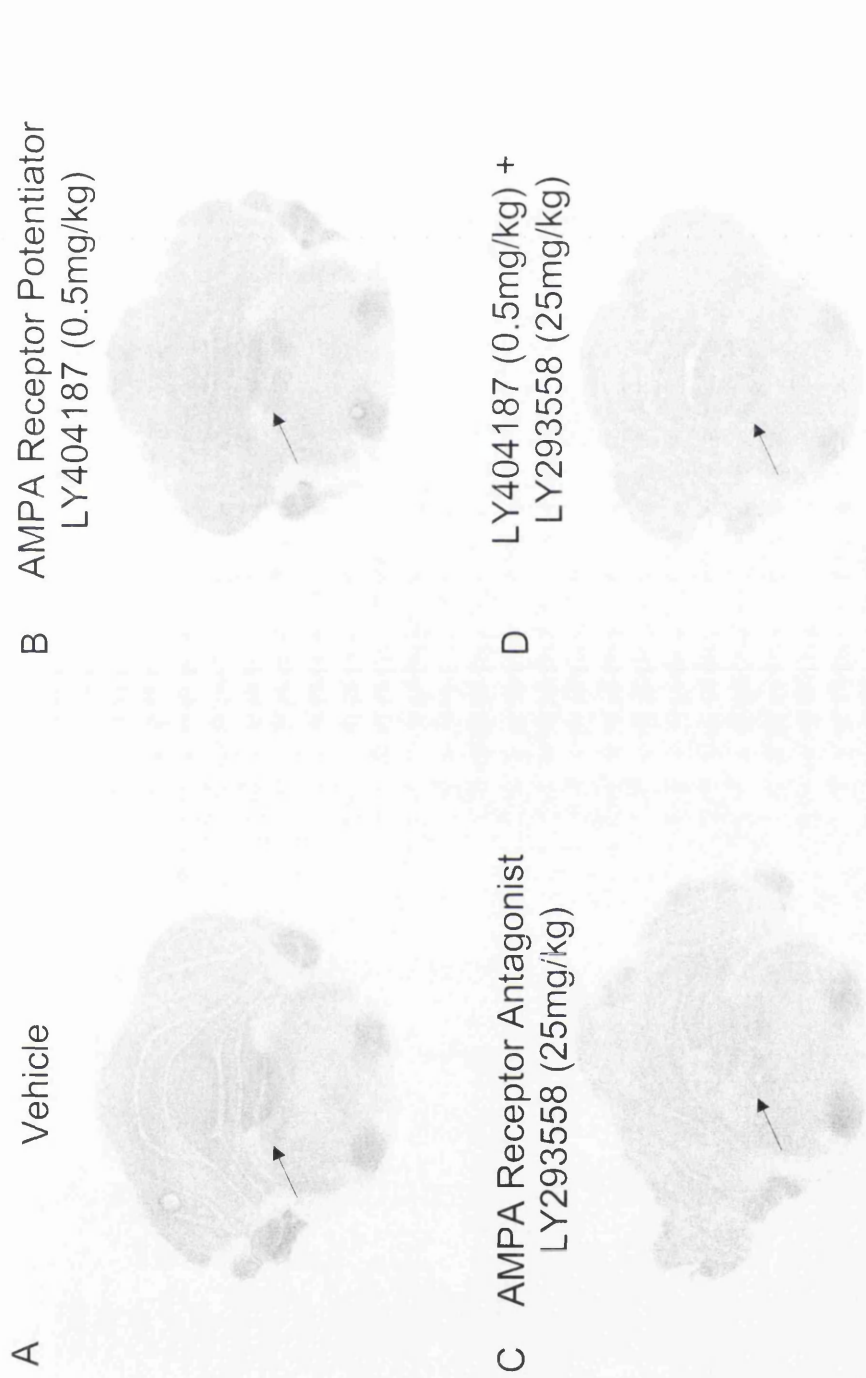 A
Vehicle
B
AMPA Receptor Potentiator
LY404187 (0.5mg/kg)
C
AMPA Receptor Antagonist
LY293558 (25mg/kg)
D
LY404187 (0.5mg/kg) +
LY293558 (25mg/kg)